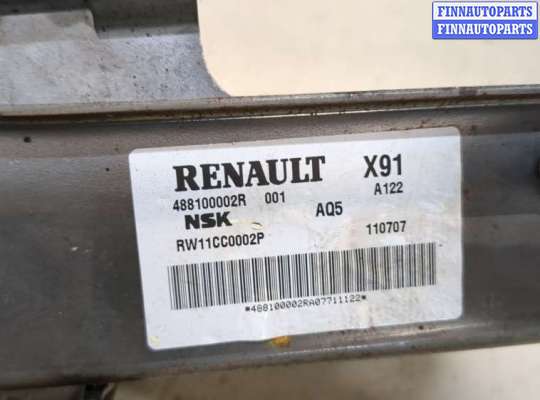 FINNAUTOPARTS
FINNAUTOPARTS
RENAULT X91
488100002R 001 A122
NSK AQ5
RW11CC0002P 110707
*488100002RA07711122*